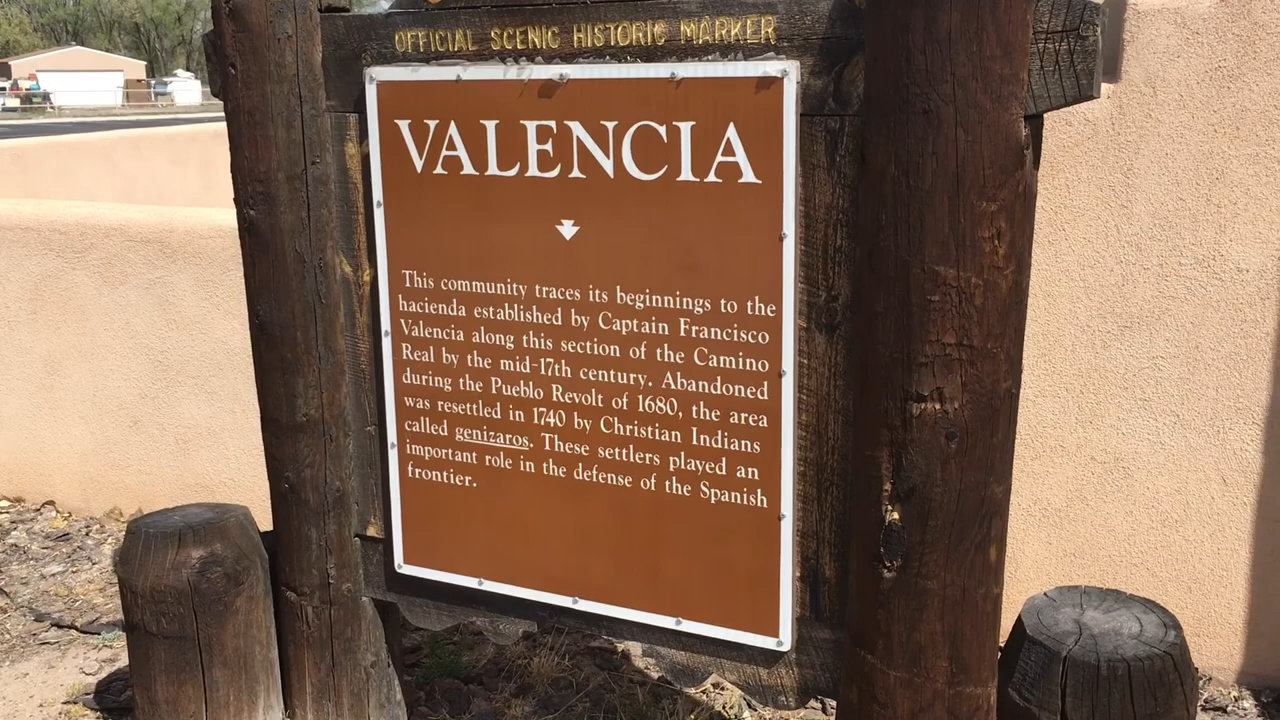 OFFICIAL SCENIC HISTORIC MARKER
VALENCIA
This community traces its beginnings to the
hacienda established by Captain Francisco
Valencia along this section of the Camino
Real by the mid-17th century. Abandoned
during the Pueblo Revolt of 1680, the area
was resettled in 1740 by Christian Indians
called genizaros. These settlers played an
important role in the defense of the Spanish
frontier.